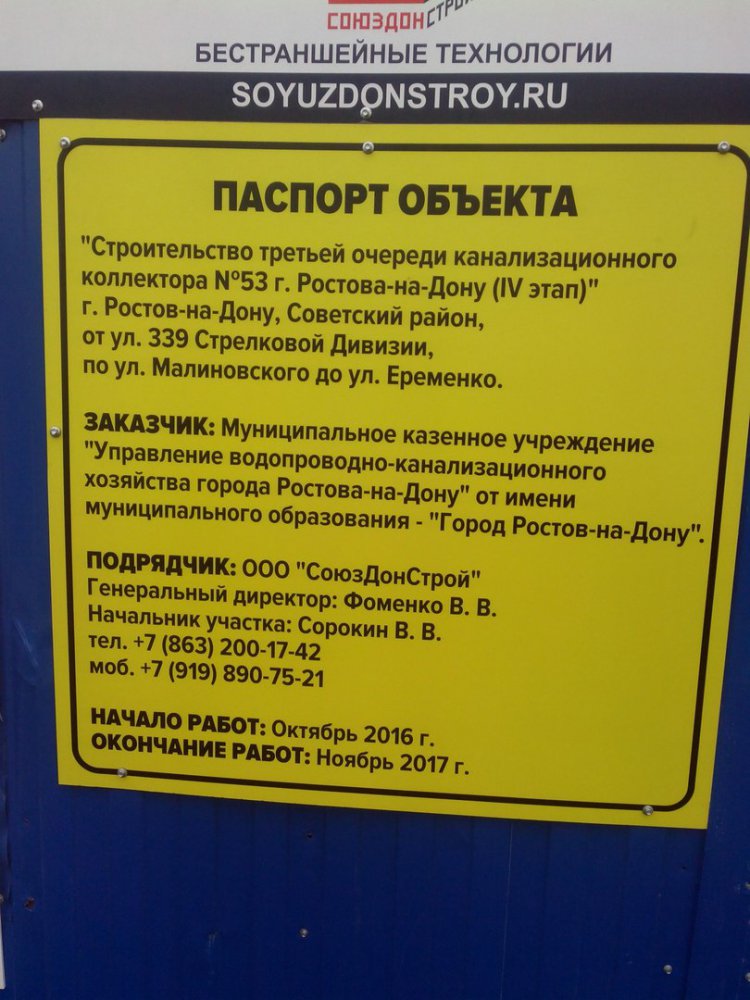 СОЮЗДОНСТРОЙ
БЕСТРАНШЕЙНЫЕ ТЕХНОЛОГИИ
SOYUZDONSTROY.RU
ПАСПОРТ ОБЪЕКТА
"Строительство третьей очереди канализационного
коллектора №53 г. Ростова-на-Дону (IV этап)"
г. Ростов-на-Дону, Советский район,
от ул. 339 Стрелковой Дивизии,
по ул. Малиновского до ул. Еременко.
ЗАКАЗЧИК: Муниципальное казенное учреждение
"Управление водопроводно-канализационного
хозяйства города Ростова-на-Дону" от имени
муниципального образования - "Город Ростов-на-Дону".
ПОДРЯДЧИК: ООО "СоюзДонСтрой"
Генеральный директор: Фоменко В. В.
Начальник участка: Сорокин В. В.
тел. +7 (863) 200-17-42
моб. +7 (919) 890-75-21
НАЧАЛО РАБОТ: Октябрь 2016 г.
ОКОНЧАНИЕ РАБОТ: Ноябрь 2017 г.